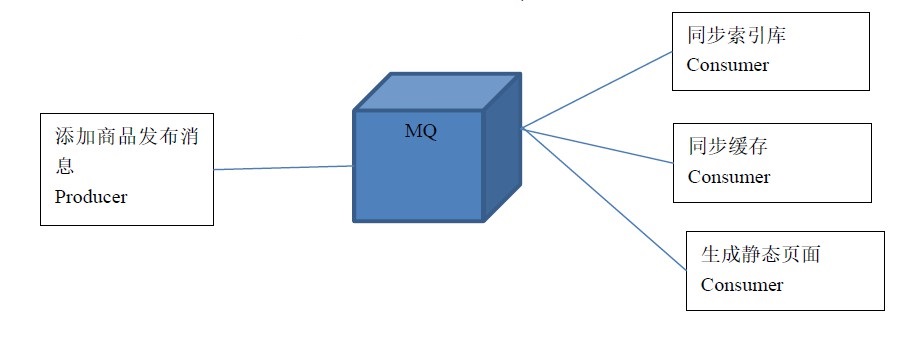 添加商品发布消
息
Producer
MQ
同步索引库
Consumer
同步缓存
Consumer
生成静态页面
Consumer